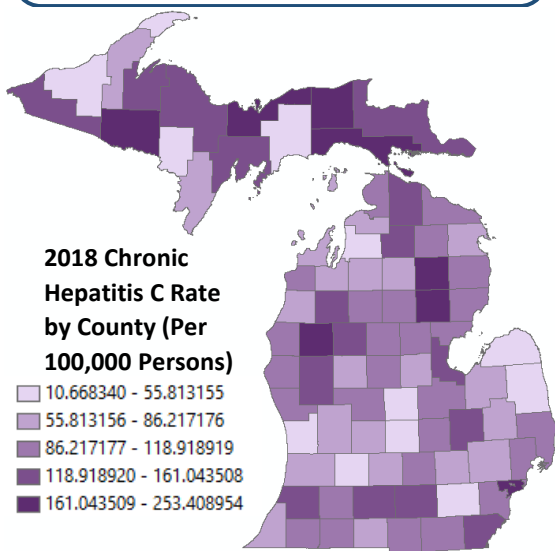 2018 Chronic
Hepatitis C Rate
by County (Per
100,000 Persons)
10.668340 - 55.813155
55.813156 - 86.217176
86.217177 - 118.918919
118.918920 - 161.043508
161.043509 - 253.408954